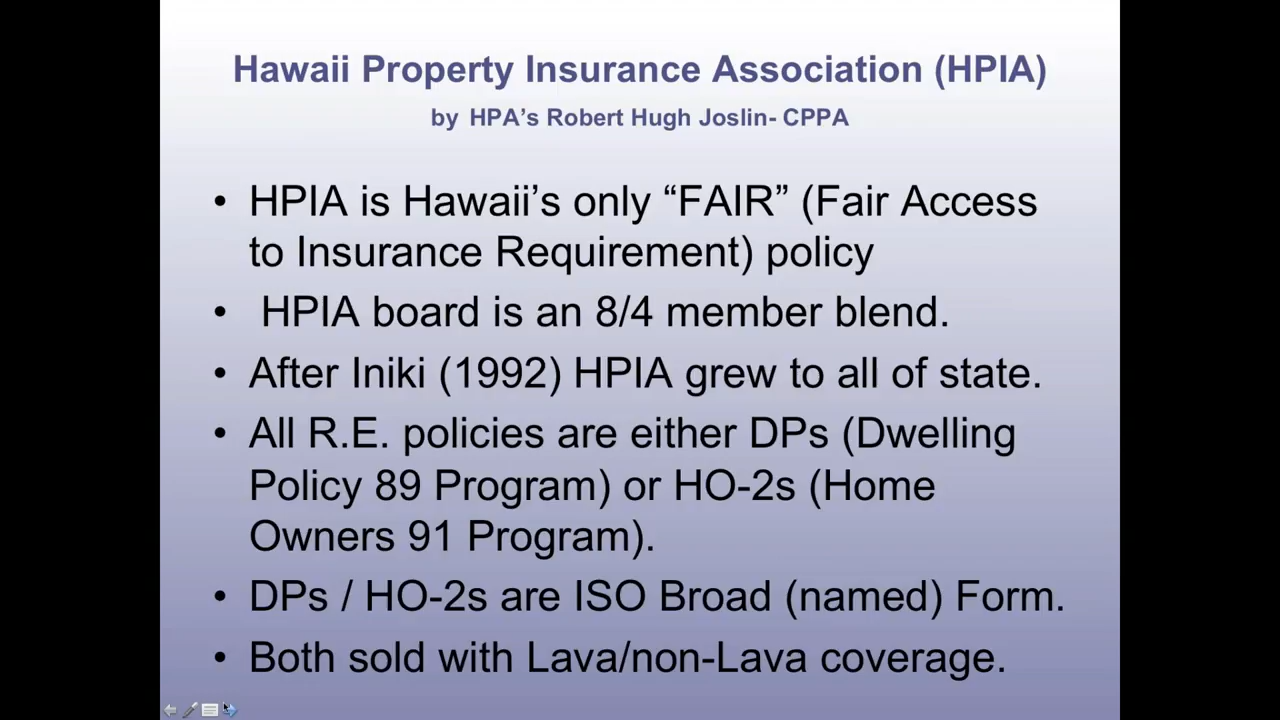 Hawaii Property Insurance Association (HPIA)
by HPA’s Robert Hugh Joslin- CPPA
• HPIA is Hawaii’s only “FAIR” (Fair Access
to Insurance Requirement) policy
• HPIA board is an 8/4 member blend.
• After Iniki (1992) HPIA grew to all of state.
• All R.E. policies are either DPs (Dwelling
Policy 89 Program) or HO-2s (Home
Owners 91 Program).
• DPs / HO-2s are ISO Broad (named) Form.
• Both sold with Lava/non-Lava coverage.